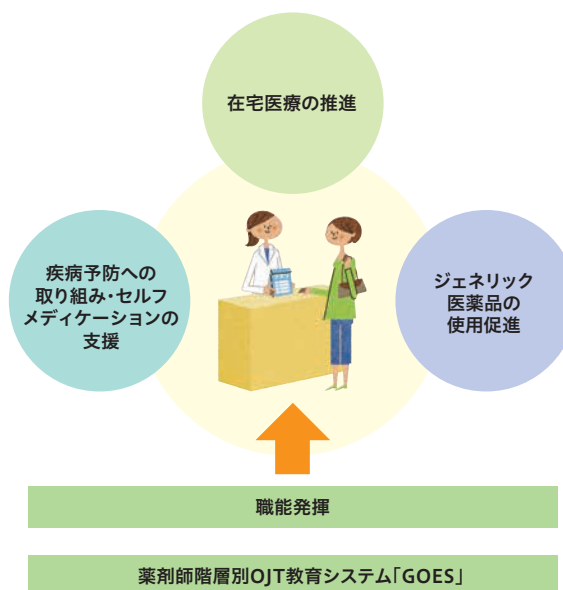 在宅医療の推進
疾病予防への
取り組み・セルフ
メディケーションの
支援
ジェネリック
医薬品の
使用促進
職能発揮
薬剤師階層別OJT教育システム「GOES」